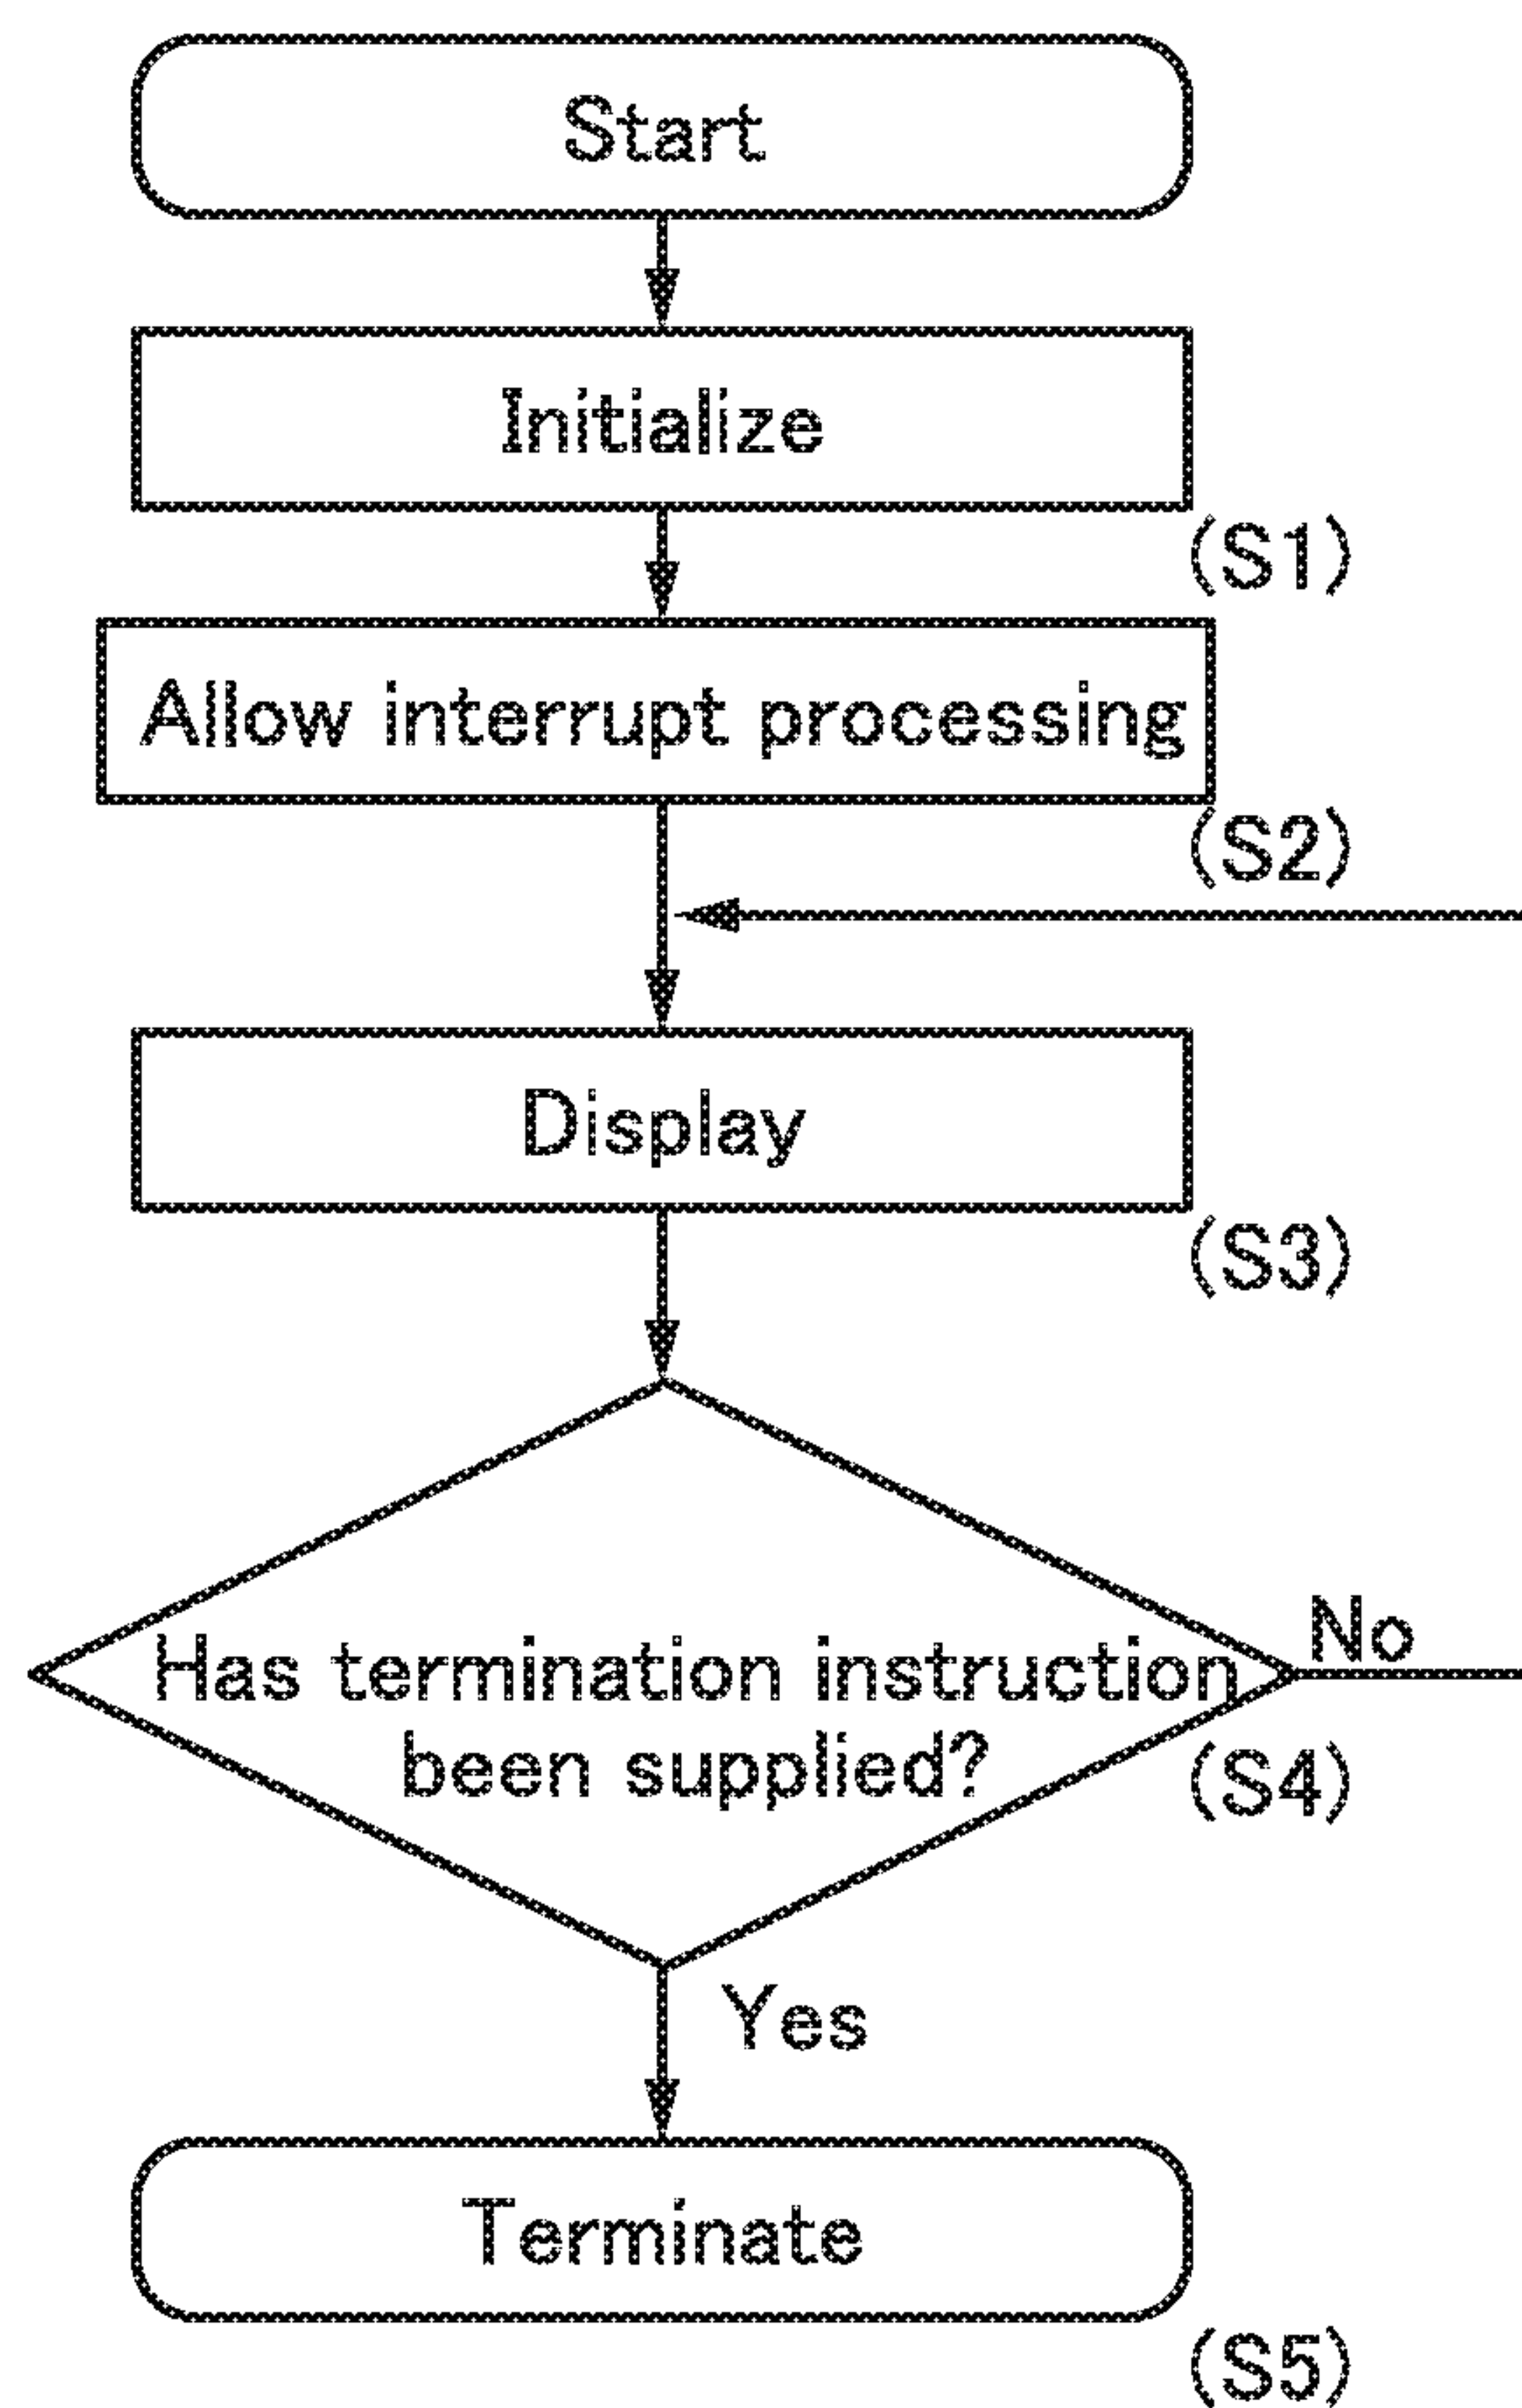 Start
Initialize
(S1)
Allow interrupt processing
(S2)
Display
(S3)
Has termination instruction
been supplied?
No
(S4)
Yes
Terminate
(S5)